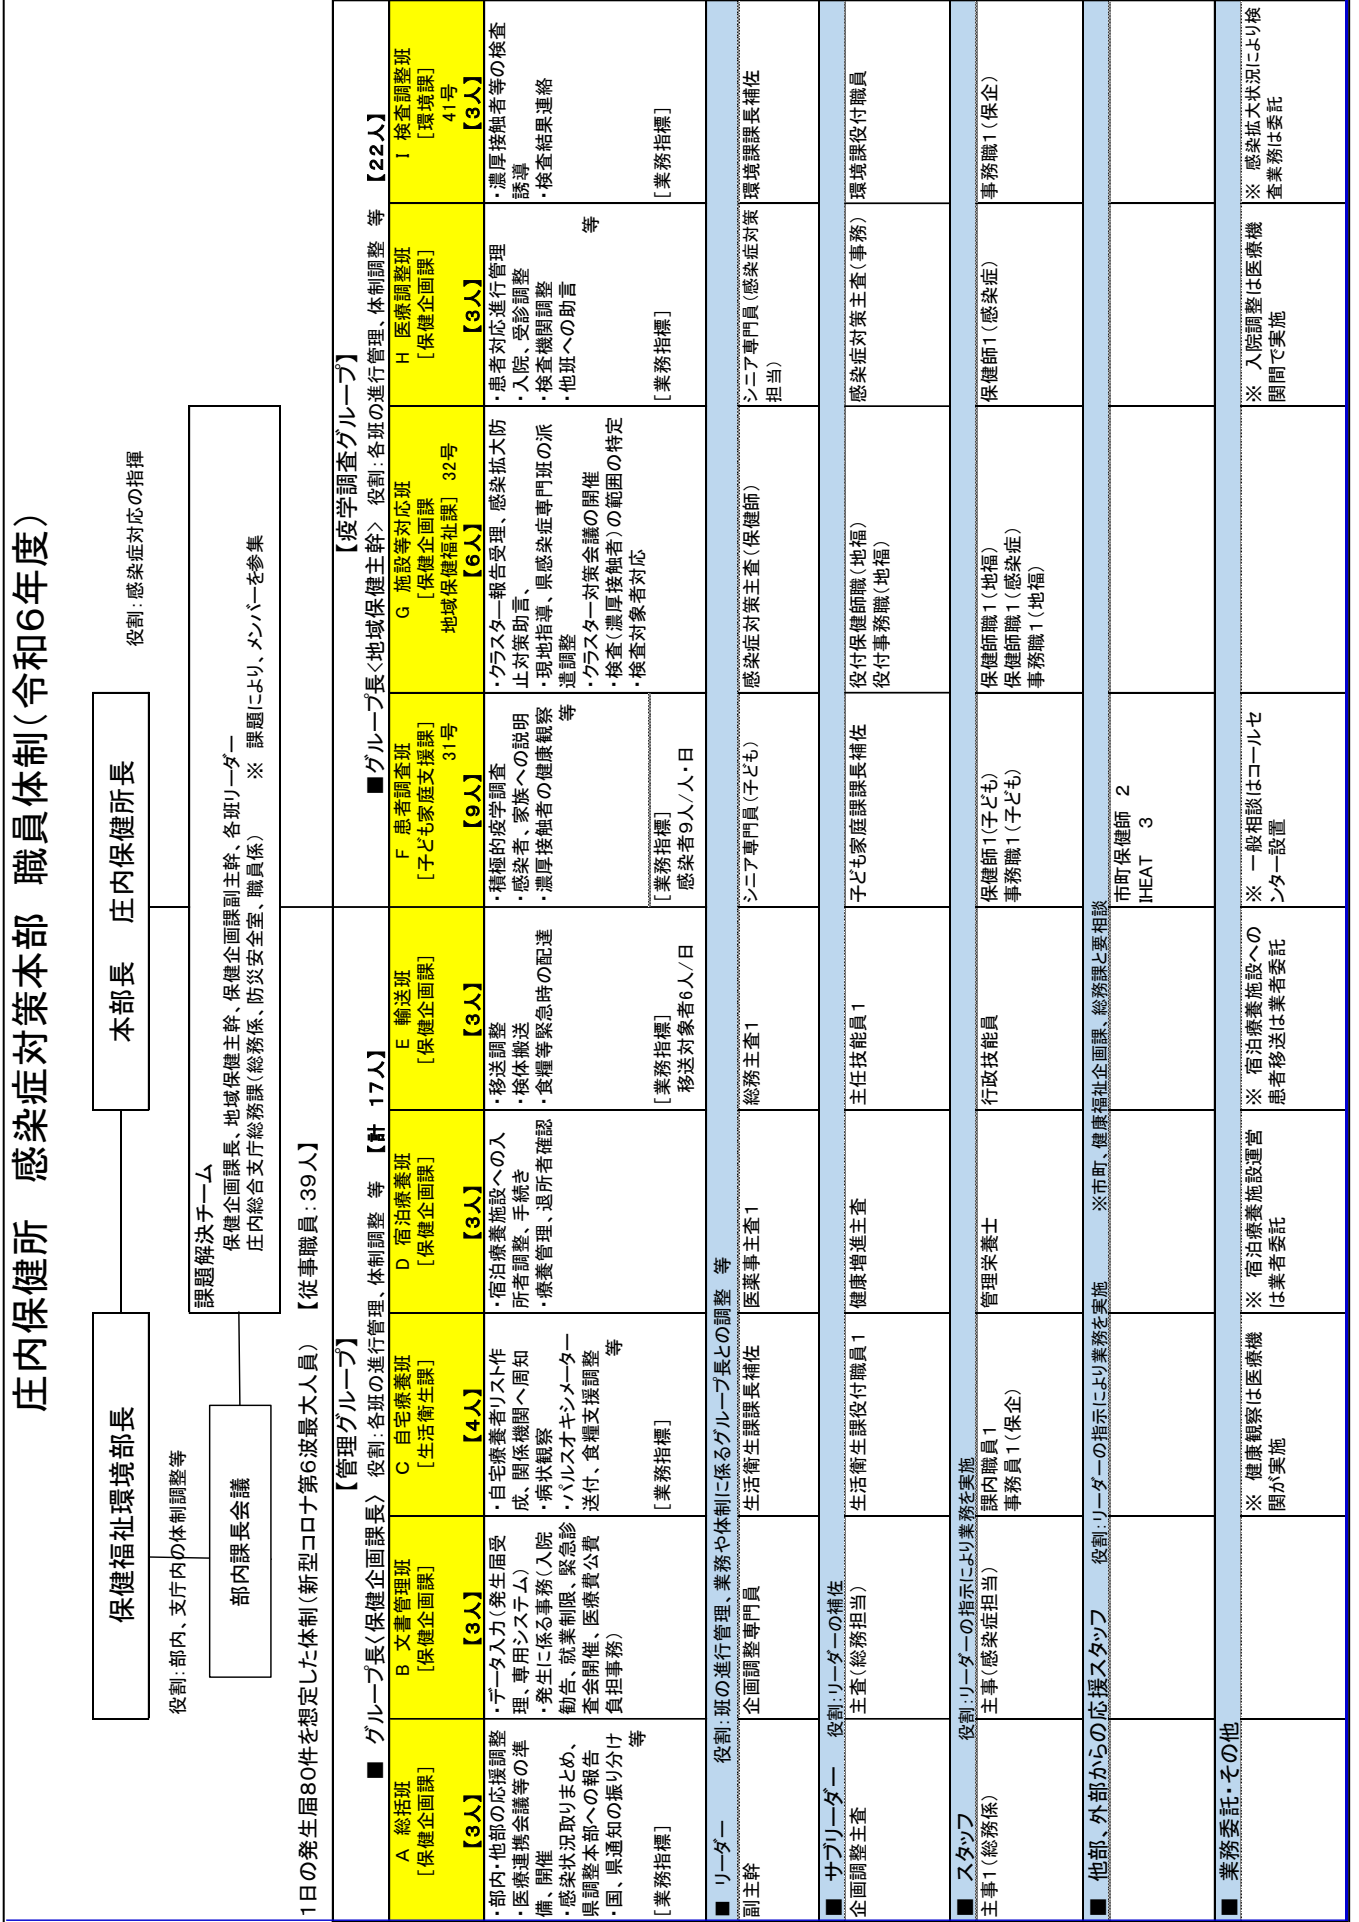 庄内保健所　感染症対策本部　職員体制（令和6年度）
本部長　庄内保健所長
役割：感染症対応の指揮
保健福祉環境部長
役割：部内、支庁内の体制調整等
部内課長会議
課題解決チーム
保健企画課長、地域保健主幹、保健企画課副主幹、各班リーダー
庄内総合支庁総務課（総務係、防災安全室、職員係）　※　課題により、メンバーを参集
1日の発生届80件を想定した体制（新型コロナ第6波最大人員）　【従事職員：39人】
【管理グループ】
■　グループ長〈保健企画課長〉　役割：各班の進行管理、体制調整　等　【計　17人】
【疫学調査グループ】
■グループ長〈地域保健主幹〉　役割：各班の進行管理、体制調整　等　【22人】
A　総括班
［保健企画課］
【3人】
・部内・他部の応援調整
・医療連携会議等の準
備、開催
・感染状況取りまとめ、
県調整本部への報告
・国、県通知の振り分け
等
［業務指標］
B　文書管理班
［保健企画課］
【3人】
・データ入力（発生届受
理、専用システム）
・発生に係る事務（入院
勧告、就業制限、緊急診
査会開催、医療費公費
負担事務）
C　自宅療養班
［生活衛生課］
【4人】
・自宅療養者リスト作
成、関係機関へ周知
・病状観察
・パルスオキシメーター
送付、食糧支援調整
等
［業務指標］
D　宿泊療養班
［保健企画課］
【3人】
・宿泊療養施設への入
所者調整、手続き
・療養管理、退所者確認
E　輸送班
［保健企画課］
【3人】
・移送調整
・検体搬送
・食糧等緊急時の配達
［業務指標］
移送対象者6人／日
F　患者調査班
［子ども家庭支援課］
31号
【9人】
・積極的疫学調査
・感染者、家族への説明
・濃厚接触者の健康観察
等
［業務指標］
感染者9人／人・日
G　施設等対応班
［保健企画課
地域保健福祉課］　32号
【6人】
・クラスター報告受理、感染拡大防
止対策助言、
・現地指導、県感染症専門班の派
遣調整
・クラスター対策会議の開催
・検査（濃厚接触者）の範囲の特定
・検査対象者対応
H　医療調整班
［保健企画課］
【3人】
・患者対応進行管理
・入院、受診調整
・検査機関調整
・他班への助言
等
［業務指標］
I　検査調整班
［環境課］
41号
【3人】
・濃厚接触者等の検査
誘導
・検査結果連絡
［業務指標］
■　リーダー　　役割：班の進行管理、業務や体制に係るグループ長との調整　等
副主幹
企画調整専門員
生活衛生課課長補佐
医薬事主査1
総務主査1
シニア専門員（子ども）
感染症対策主査（保健師）
シニア専門員（感染症対策
担当）
環境課課長補佐
■　サブリーダー　　役割：リーダーの補佐
企画調整主査
主査（総務担当）
生活衛生課役付職員1
健康増進主査
主任技能員1
子ども家庭課課長補佐
役付保健師職（地福）
役付事務職（地福）
感染症対策主査（事務）
環境課役付職員
■　スタッフ　　役割：リーダーの指示により業務を実施
主事1（総務係）
主事（感染症担当）
課内職員1
事務員1（保企）
管理栄養士
行政技能員
保健師1（子ども）
事務職1（子ども）
保健師職1（地福）
保健師職1（感染症）
事務職1（地福）
保健師1（感染症）
事務職1（保企）
■　他部、外部からの応援スタッフ　　役割：リーダーの指示により業務を実施　　※市町、健康福祉企画課、総務課と要相談
市町保健師　2
IHEAT　3
■　業務委託・その他
※　健康観察は医療機
関が実施
※　宿泊療養施設運営
は業者委託
※　宿泊療養施設への
患者移送は業者委託
※　一般相談はコールセ
ンター設置
※　入院調整は医療機
関間で実施
※　感染拡大状況により検
査業務は委託